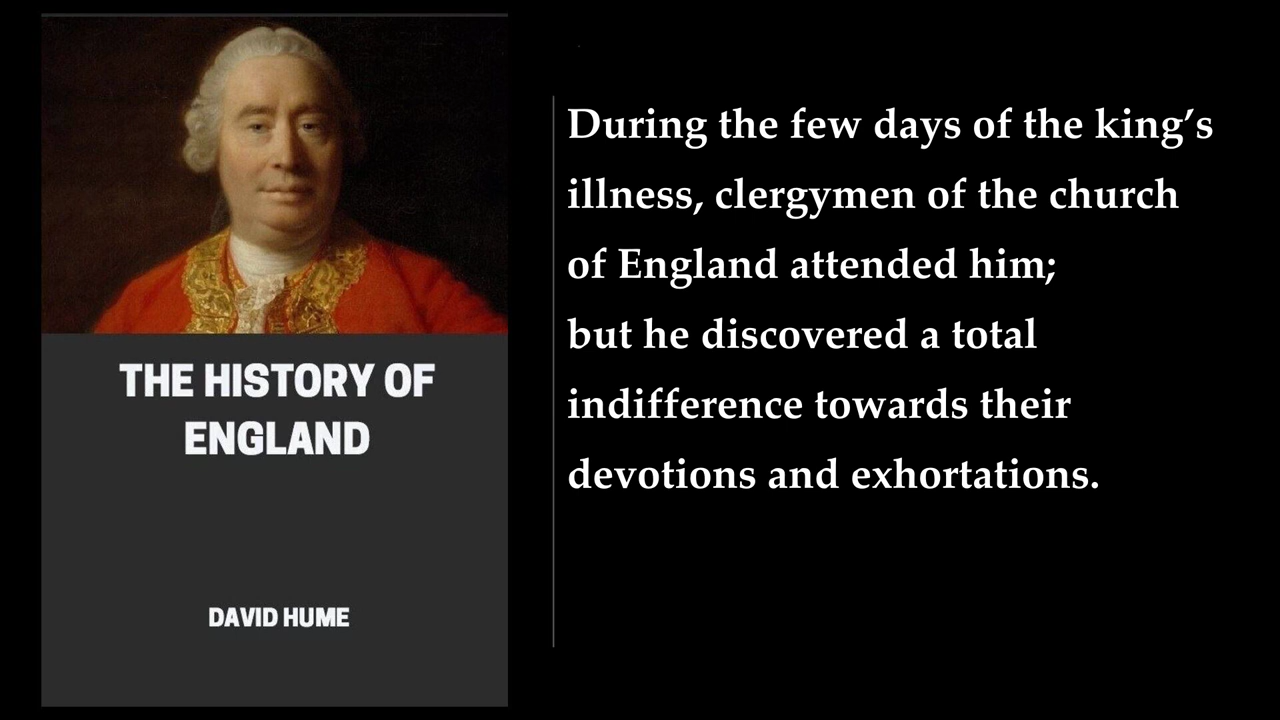 THE HISTORY OF
ENGLAND
DAVID HUME
During the few days of the king’s
illness, clergymen of the church
of England attended him;
but he discovered a total
indifference towards their
devotions and exhortations.